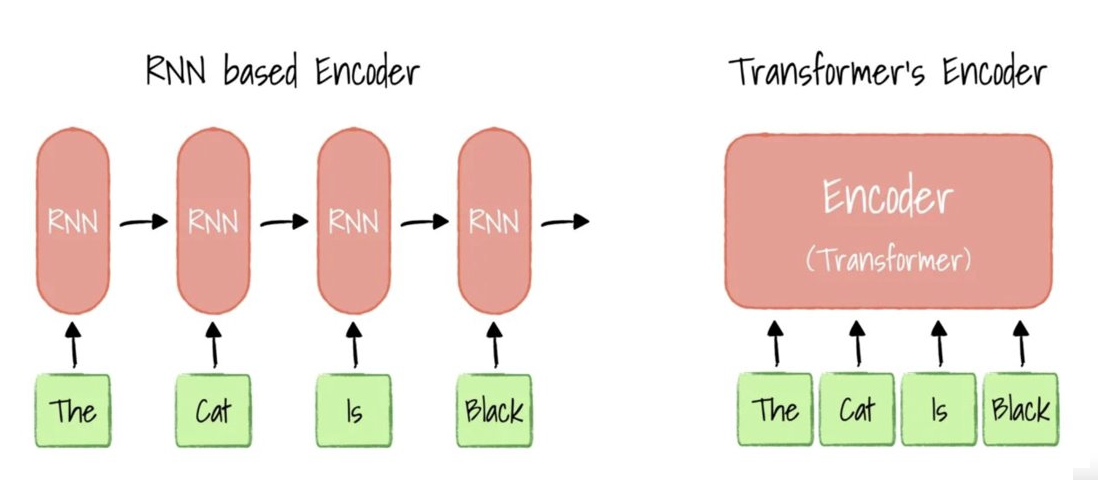 RNN based Encoder
RNN
RNN
RNN
RNN
The
Cat
Is
Black
Transformer's Encoder
Encoder
(Transformer)
The
Cat
Is
Black